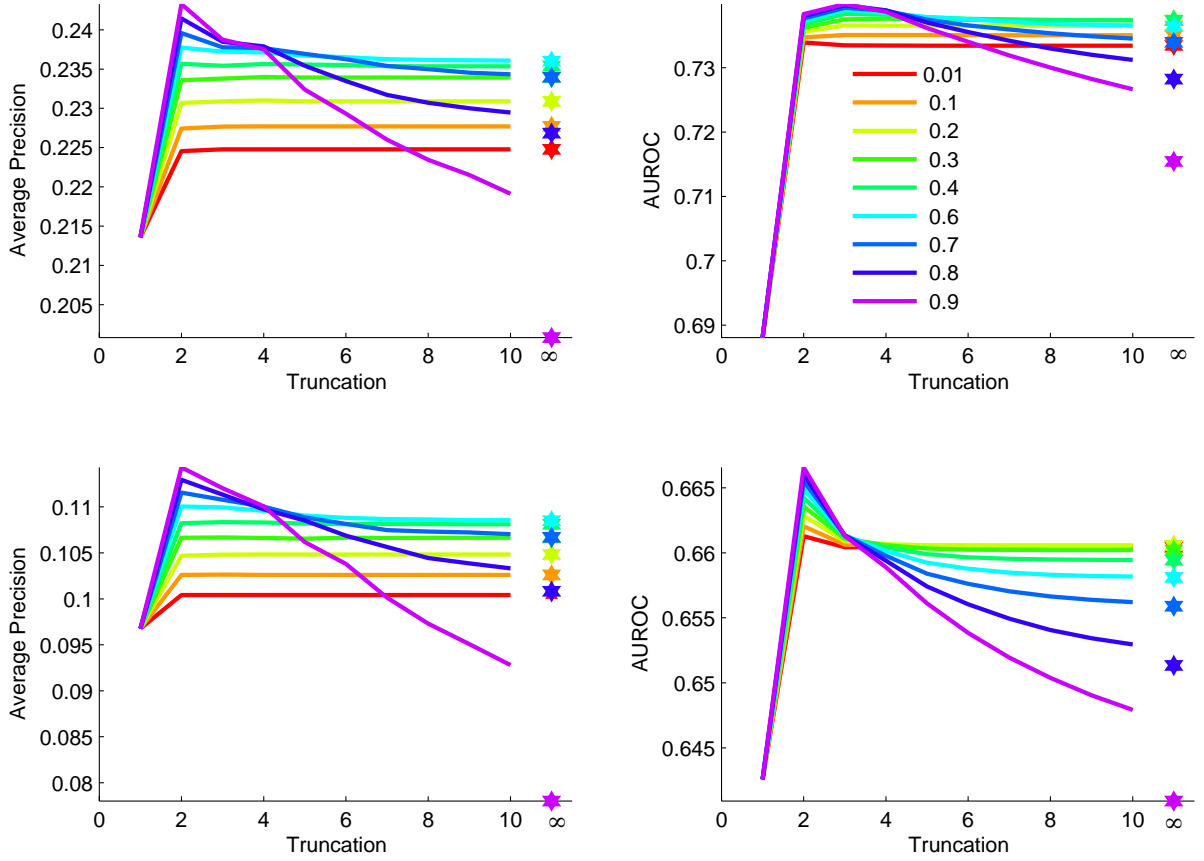 0.24
0.235
0.23
0.225
0.22
0.215
0.21
0.205
Average Precision
0 2 4 6 8 10 ∞
Truncation
0.73
0.72
0.71
0.7
0.69
AUROC
0.01
0.1
0.2
0.3
0.4
0.6
0.7
0.8
0.9
0 2 4 6 8 10 ∞
Truncation
0.11
0.105
0.1
0.095
0.09
0.085
0.08
Average Precision
0 2 4 6 8 10 ∞
Truncation
0.665
0.66
0.655
0.65
0.645
AUROC
0 2 4 6 8 10 ∞
Truncation